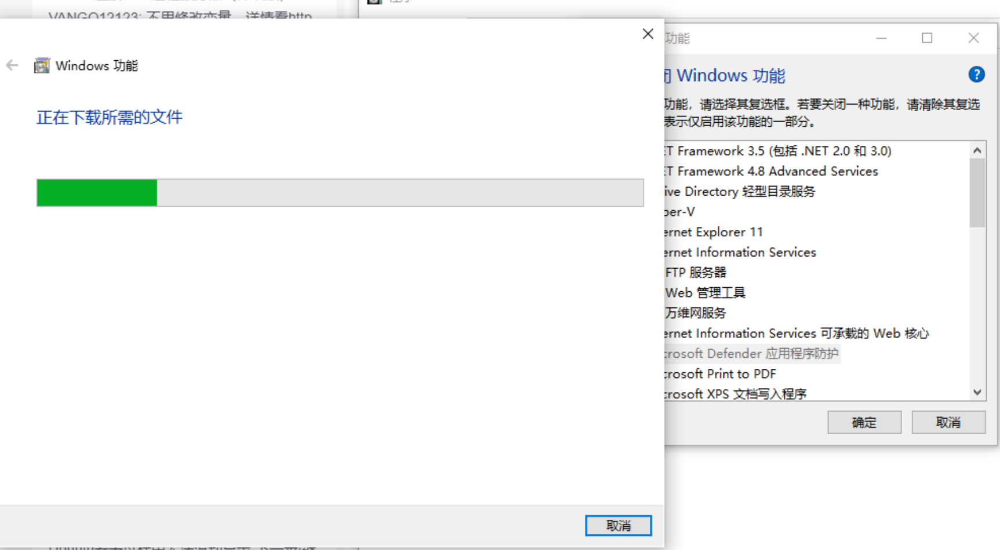 VANGO12123: 不用修改变量，详情看http
程序
Windows 功能
正在下载所需的文件
取消
功能
闭 Windows 功能
功能，请选择其复选框。若要关闭一种功能，请清除其复选
表示仅启用该功能的一部分。
ET Framework 3.5 (包括 .NET 2.0 和 3.0)
ET Framework 4.8 Advanced Services
ive Directory 轻型目录服务
per-V
ernet Explorer 11
ernet Information Services
FTP 服务器
Web 管理工具
万维网服务
ernet Information Services 可承载的 Web 核心
crosoft Defender 应用程序防护
crosoft Print to PDF
crosoft XPS 文档写入程序
确定
取消